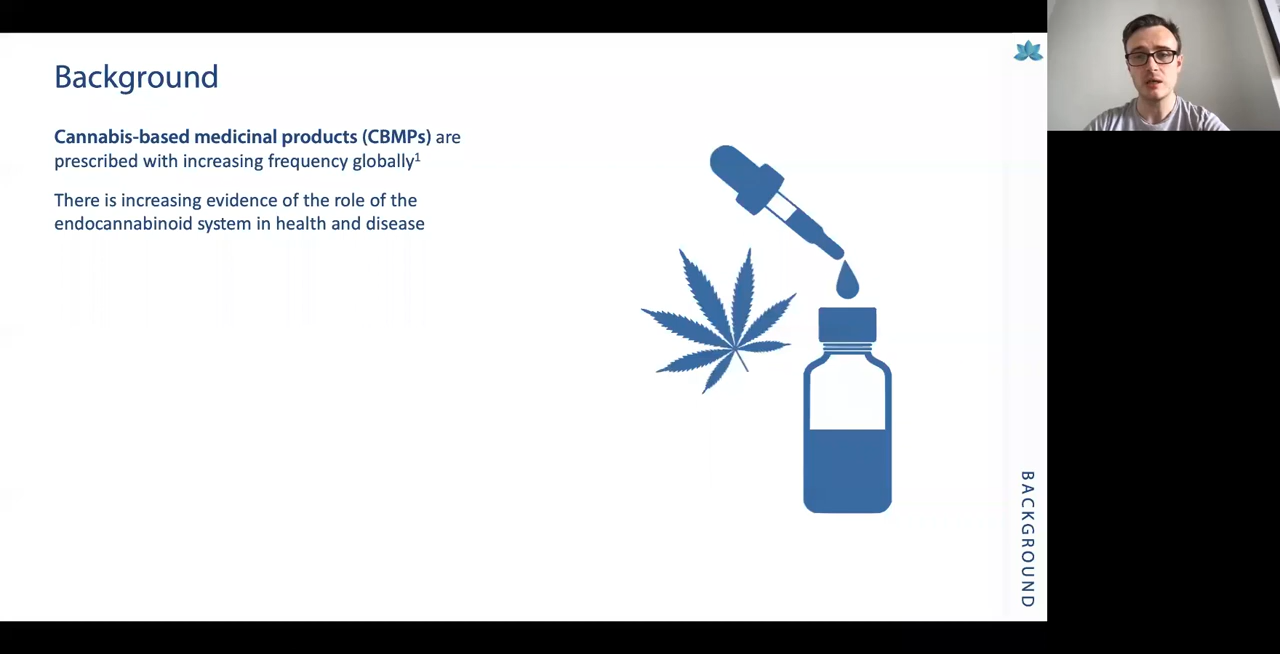 Background
Cannabis-based medicinal products (CBMPs) are
prescribed with increasing frequency globally¹
There is increasing evidence of the role of the
endocannabinoid system in health and disease
BACKGROUND